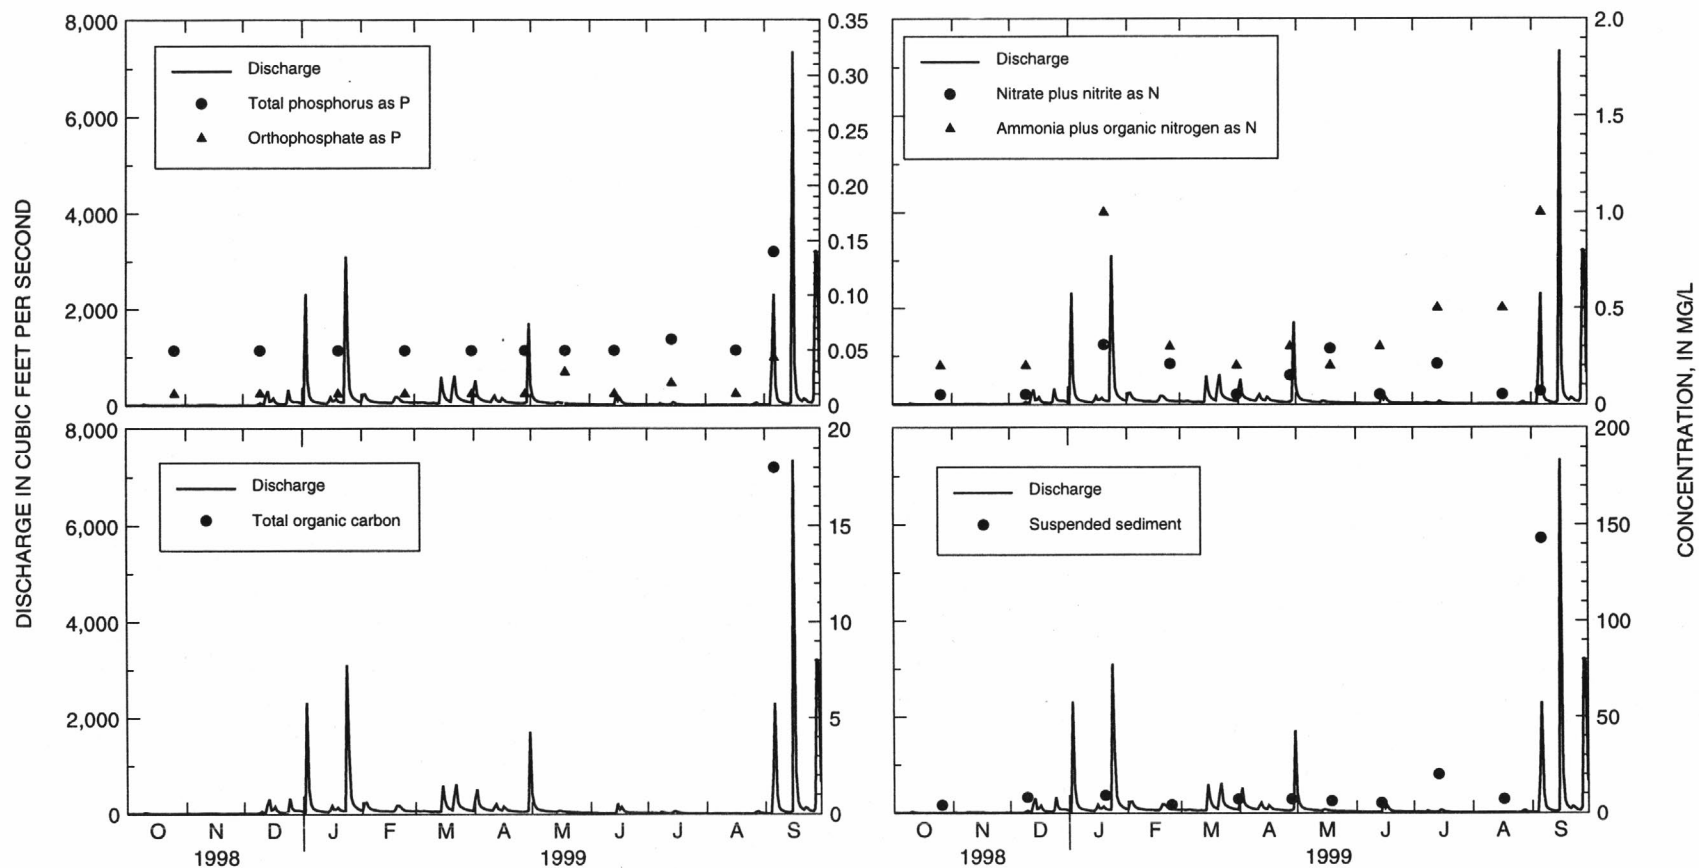 DISCHARGE IN CUBIC FEET PER SECOND
8,000
6,000
4,000
2,000
0
Discharge
Total phosphorus as P
Orthophosphate as P
0.35
0.30
0.25
0.20
0.15
0.10
0.05
0
Discharge
Nitrate plus nitrite as N
Ammonia plus organic nitrogen as N
2.0
1.5
1.0
0.5
0
8,000
6,000
4,000
2,000
0
Discharge
Total organic carbon
20
15
10
5
0
O N D J F M A M J J A S
1998 1999
Discharge
Suspended sediment
200
150
100
50
0
O N D J F M A M J J A S
1998 1999
CONCENTRATION, IN MG/L